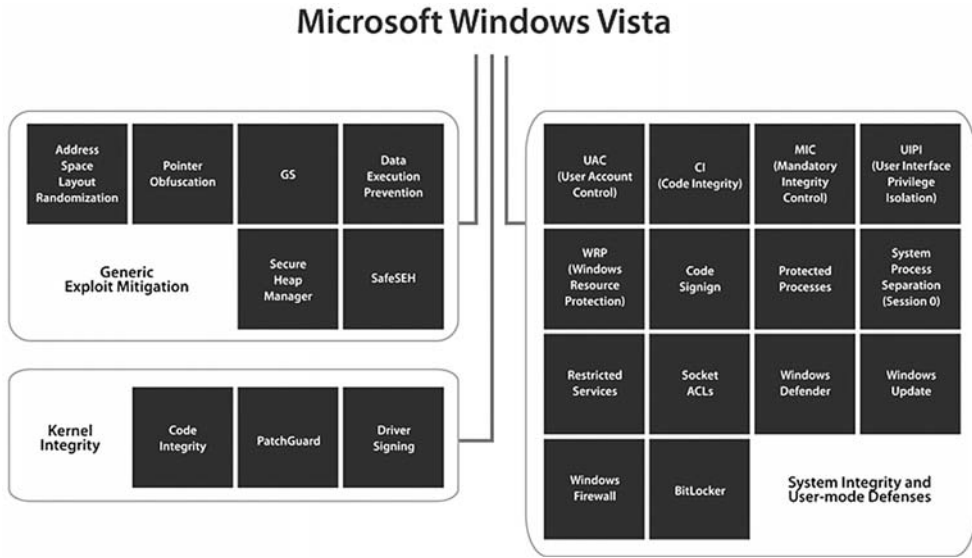 Microsoft Windows Vista
Address
Space
Layout
Randomization
Pointer
Obfuscation
GS
Data
Execution
Prevention
Generic
Exploit Mitigation
Secure
Heap
Manager
SafeSEH
Kernel
Integrity
Code
Integrity
PatchGuard
Driver
Signing
UAC
(User Account
Control)
CI
(Code Integrity)
MIC
(Mandatory
Integrity
Control)
UIPI
(User Interface
Privilege
Isolation)
WRP
(Windows
Resource
Protection)
Code
Signign
Protected
Processes
System
Process
Separation
(Session 0)
Restricted
Services
Socket
ACLs
Windows
Defender
Windows
Update
Windows
Firewall
BitLocker
System Integrity and
User-mode Defenses